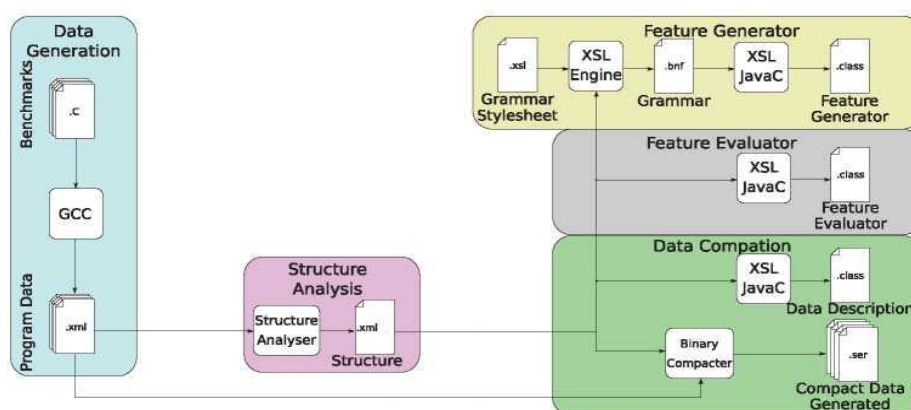 Data
Generation
Benchmarks
.c
GCC
Program Data
.xml
Structure
Analysis
Structure
Analyser
.xml
Structure
Feature Generator
.xsl
Grammar
Stylesheet
XSL
Engine
.bnf
Grammar
XSL
JavaC
.class
Feature
Generator
Feature Evaluator
XSL
JavaC
.class
Feature
Evaluator
Data Compation
XSL
JavaC
.class
Data Description
Binary
Compacter
.ser
Compact Data
Generated